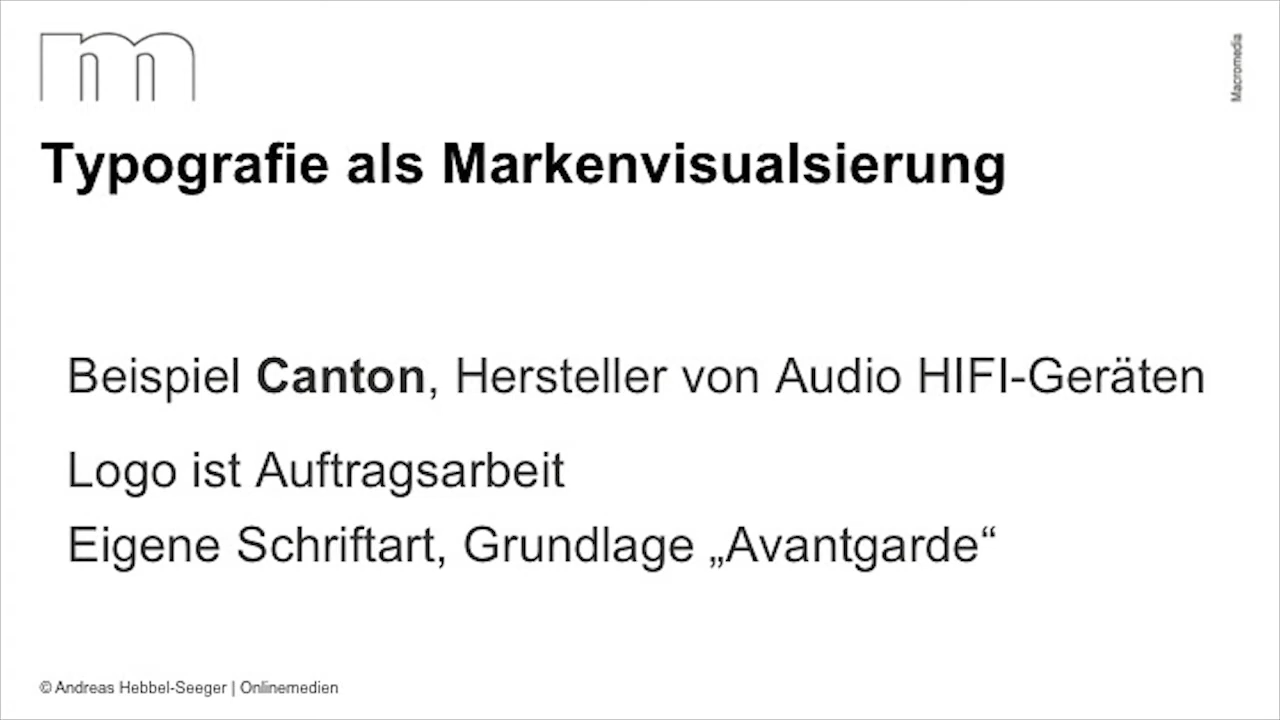 m
Macromedia
Typografie als Markenvisualsierung
Beispiel Canton, Hersteller von Audio HIFI-Geräten
Logo ist Auftragsarbeit
Eigene Schriftart, Grundlage „Avantgarde“
© Andreas Hebbel-Seeger | Onlinemedien